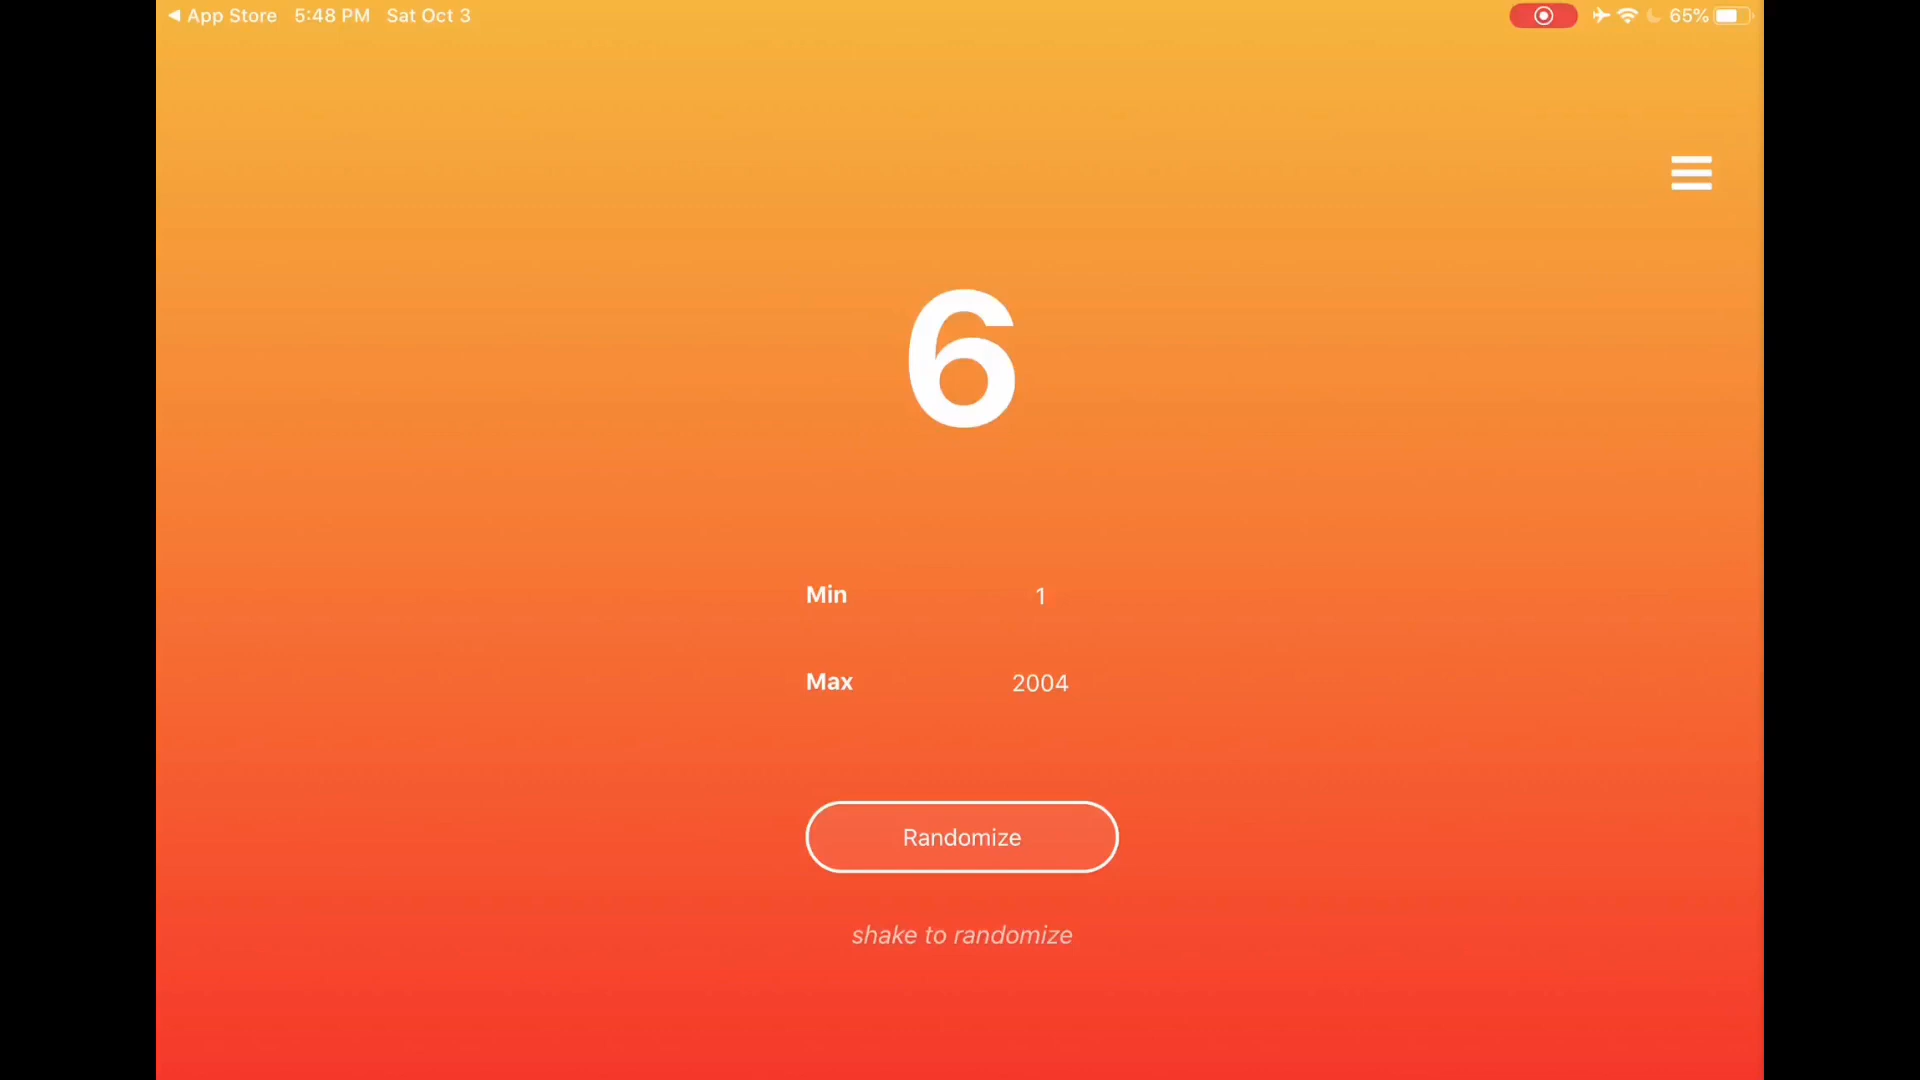 App Store 5:48 PM Sat Oct 3 65%
6
Min 1
Max 2004
Randomize
shake to randomize